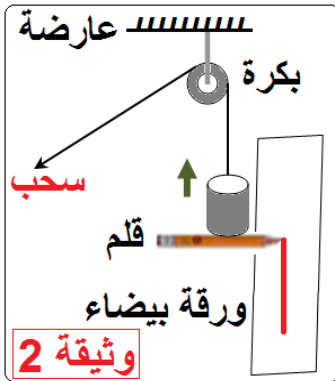 عارضة
بكرة
سحب
قلم
ورقة بيضاء
وثيقة 2